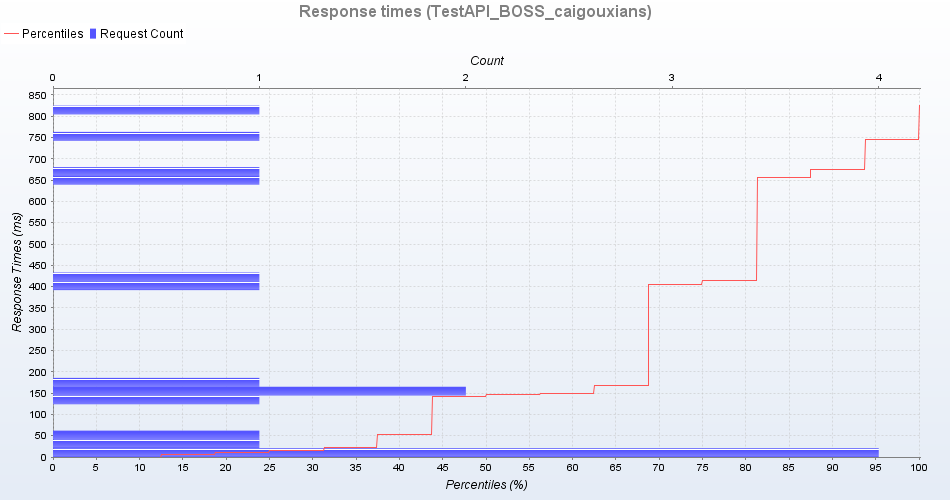 Response times (TestAPI_BOSS_caigouxians)
Percentiles Request Count
Count
0 1 2 3 4
850
800
750
700
650
600
550
500
450
400
350
300
250
200
150
100
50
0
Response Times (ms)
0 5 10 15 20 25 30 35 40 45 50 55 60 65 70 75 80 85 90 95 100
Percentiles (%)